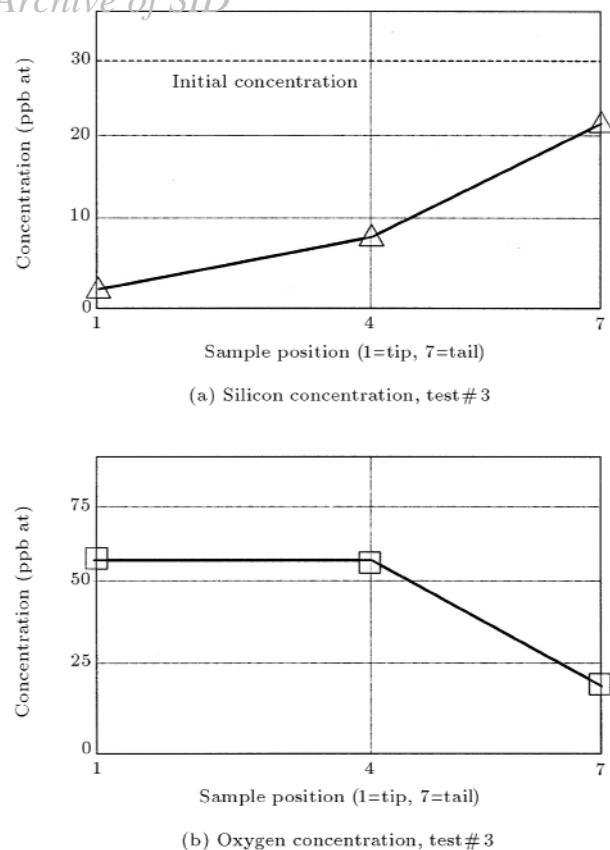 Archive of SID
Concentration (ppb at)
30
20
10
0
Initial concentration
1 4 7
Sample position (1=tip, 7=tail)
(a) Silicon concentration, test#3
Concentration (ppb at)
75
50
25
0
1 4 7
Sample position (1=tip, 7=tail)
(b) Oxygen concentration, test#3